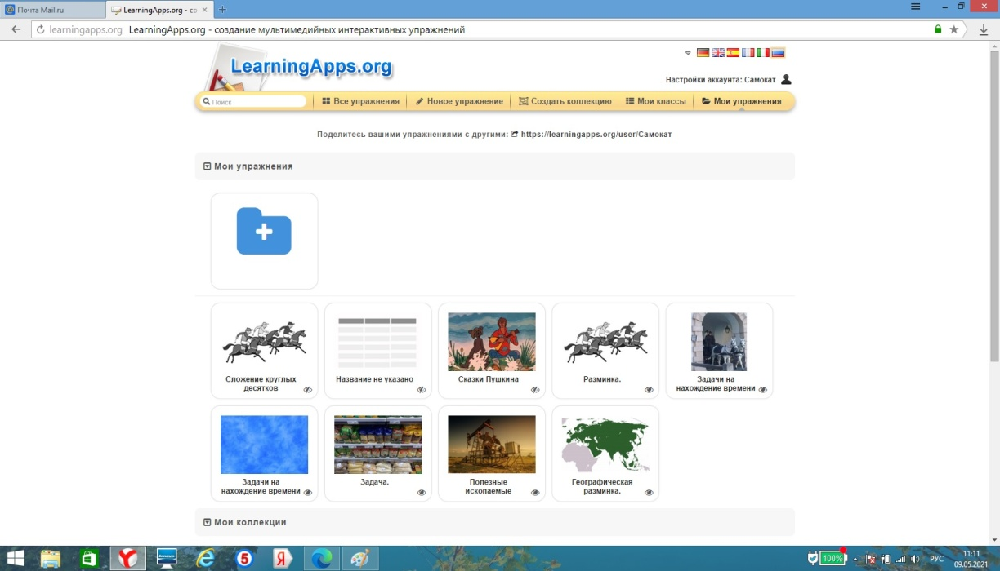 Почта Mail.ru
LearningApps.org - со
learningapps.org LearningApps.org - создание мультимедийных интерактивных упражнений
LearningApps.org
Настройки аккаунта: Самокат
Поиск
Все упражнения
Новое упражнение
Создать коллекцию
Мои классы
Мои упражнения
Поделитесь вашими упражнениями с другими: https://learningapps.org/user/Самокат
Мои упражнения
Сложение круглых
десятков
Название не указано
Сказки Пушкина
Разминка.
Задачи на
нахождение времени
Задачи на
нахождение времени
Задача.
Полезные
ископаемые
Географическая
разминка.
Мои коллекции
5
Я
100%
РУС
11:11
09.05.2021